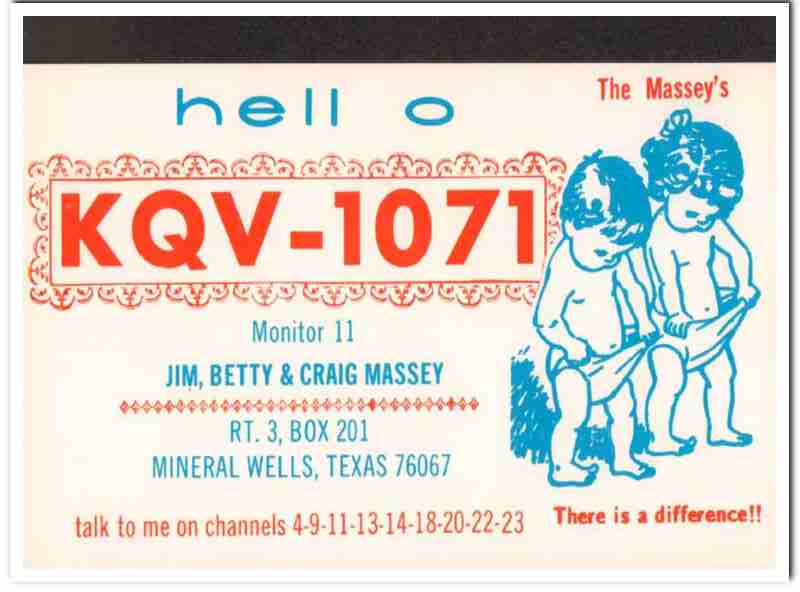 hello
The Massey's
KQV-1071
Monitor 11
JIM, BETTY & CRAIG MASSEY
RT. 3, BOX 201
MINERAL WELLS, TEXAS 76067
talk to me on channels 4-9-11-13-14-18-20-22-23
There is a difference!!